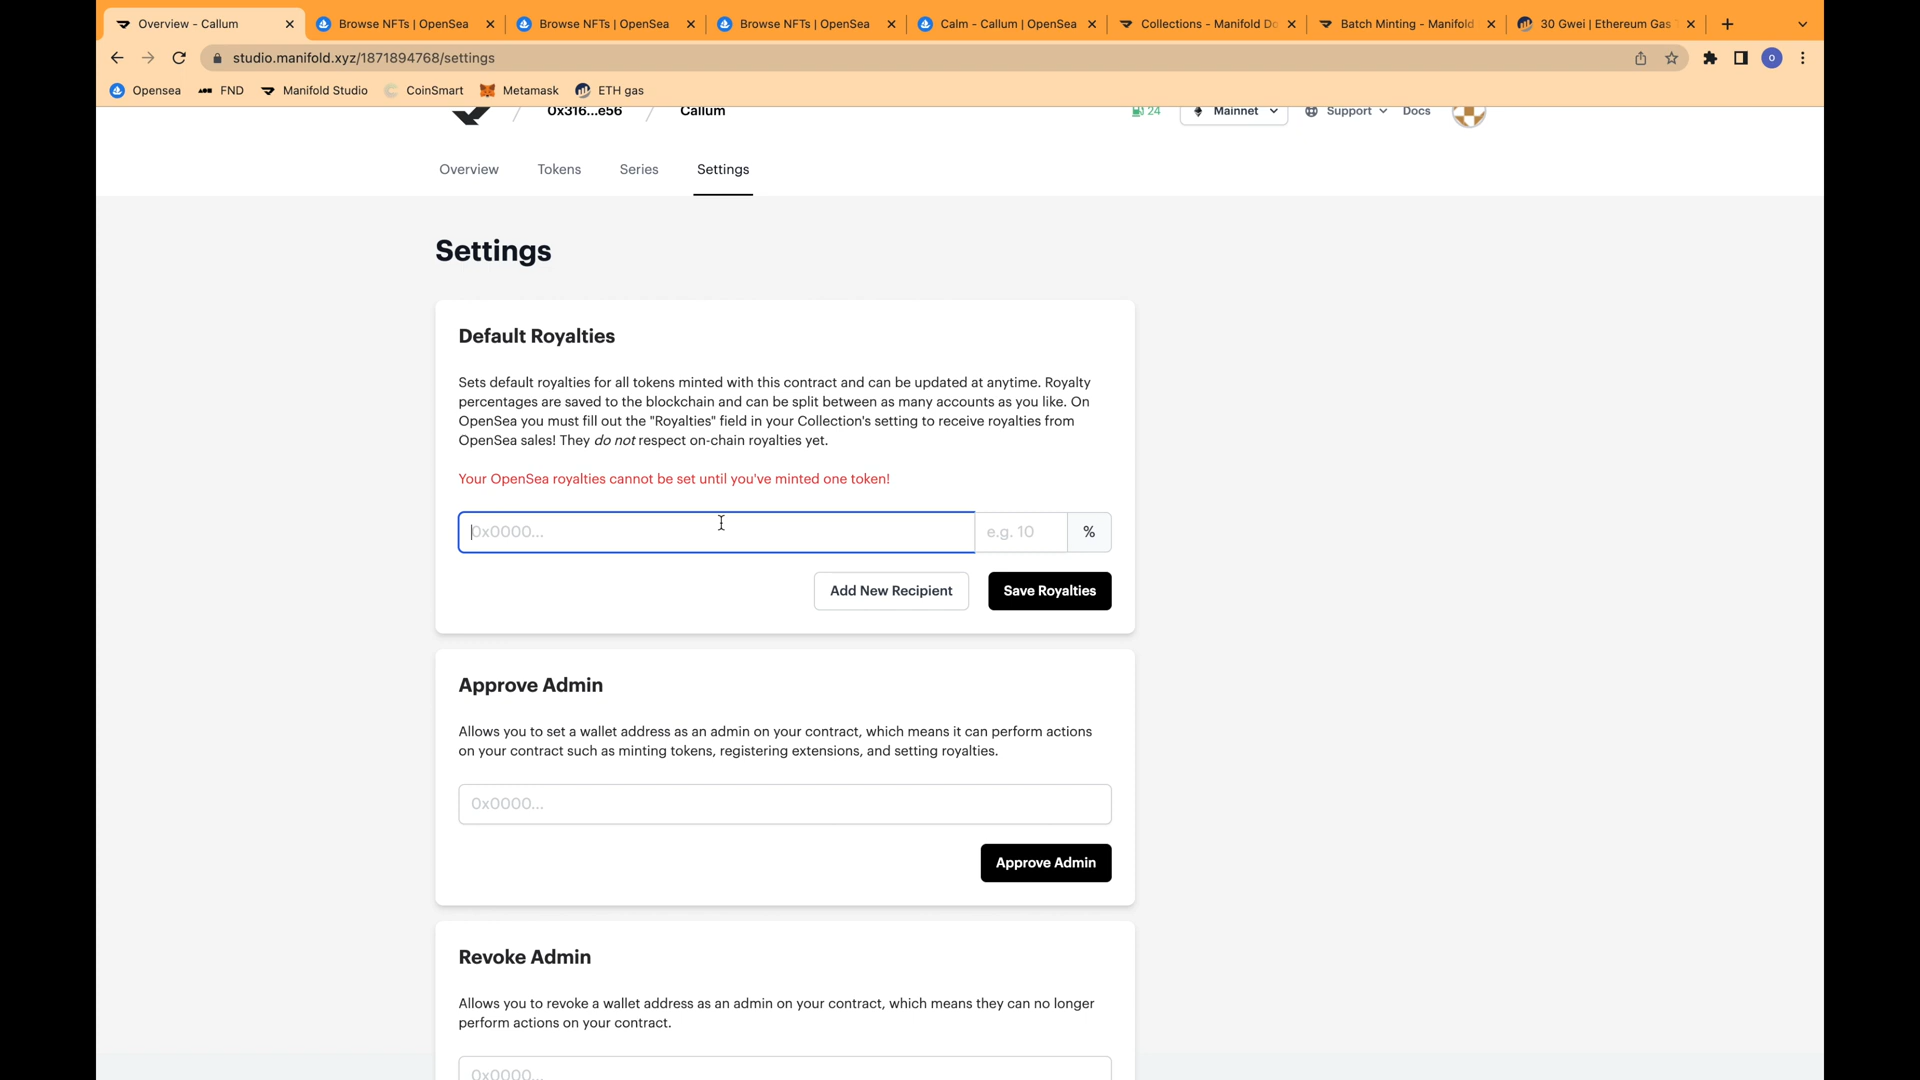 Overview - Callum
Browse NFTs | OpenSea
Browse NFTs | OpenSea
Browse NFTs | OpenSea
Calm - Callum | OpenSea
Collections - Manifold Do
Batch Minting - Manifold
30 Gwei | Ethereum Gas
studio.manifold.xyz/1871894768/settings
O
Opensea
FND
Manifold Studio
CoinSmart
Metamask
ETH gas
0x316...e56
Callum
24
Mainnet
Support
Docs
Overview
Tokens
Series
Settings
Settings
Default Royalties
Sets default royalties for all tokens minted with this contract and can be updated at anytime. Royalty
percentages are saved to the blockchain and can be split between as many accounts as you like. On
OpenSea you must fill out the "Royalties" field in your Collection's setting to receive royalties from
OpenSea sales! They do not respect on-chain royalties yet.
Your OpenSea royalties cannot be set until you've minted one token!
0x0000...
e.g. 10
%
Add New Recipient
Save Royalties
Approve Admin
Allows you to set a wallet address as an admin on your contract, which means it can perform actions
on your contract such as minting tokens, registering extensions, and setting royalties.
0x0000...
Approve Admin
Revoke Admin
Allows you to revoke a wallet address as an admin on your contract, which means they can no longer
perform actions on your contract.
0x0000...